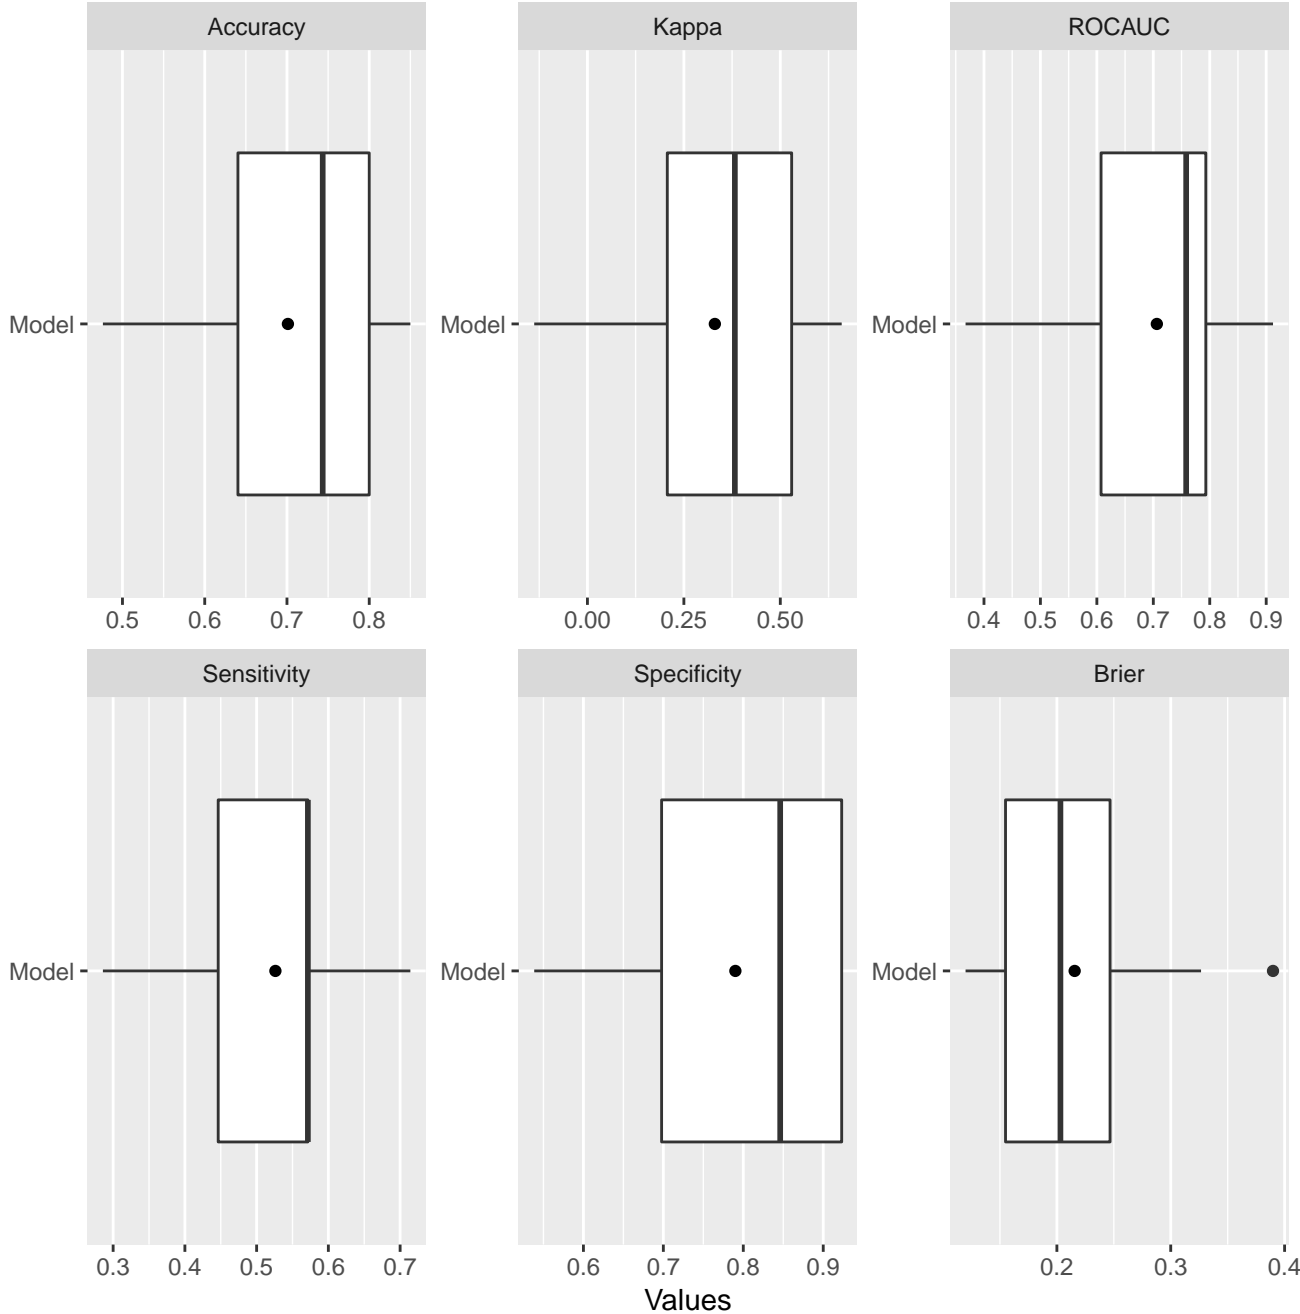 Accuracy Kappa ROCAUC
Model Model Model
0.5 0.6 0.7 0.8 0.00 0.25 0.50 0.4 0.5 0.6 0.7 0.8 0.9
Sensitivity Specificity Brier
Model Model Model
0.3 0.4 0.5 0.6 0.7 0.6 0.7 0.8 0.9 0.2 0.3 0.4
Values